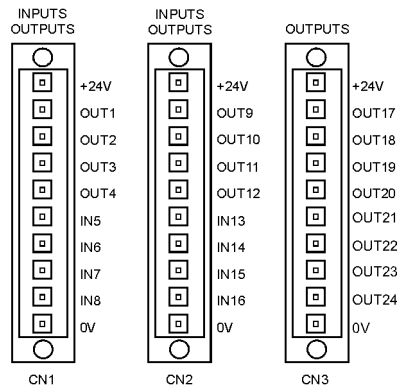 INPUTS
OUTPUTS
+24V
OUT1
OUT2
OUT3
OUT4
IN5
IN6
IN7
IN8
0V
CN1
INPUTS
OUTPUTS
+24V
OUT9
OUT10
OUT11
OUT12
IN13
IN14
IN15
IN16
0V
CN2
OUTPUTS
+24V
OUT17
OUT18
OUT19
OUT20
OUT21
OUT22
OUT23
OUT24
0V
CN3